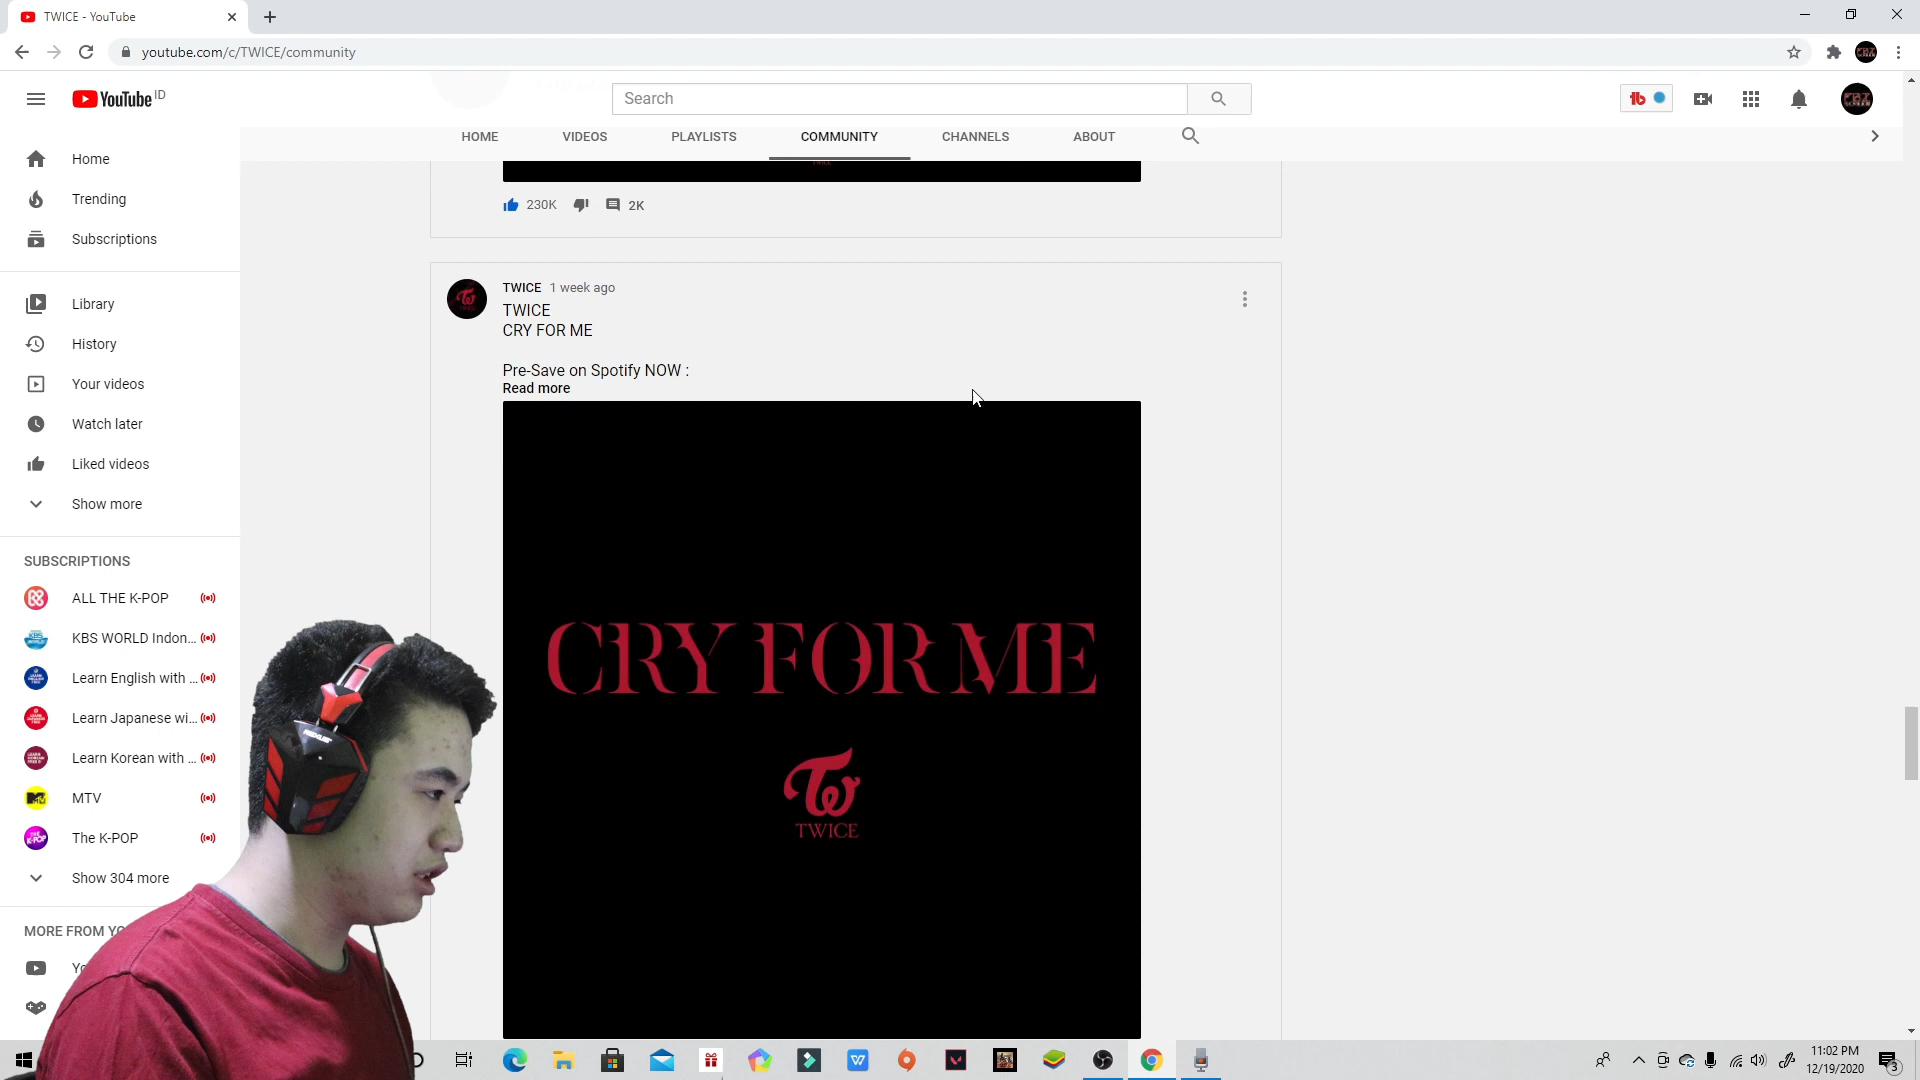 TWICE - YouTube
youtube.com/c/TWICE/community
YouTube ID
Search
HOME
VIDEOS
PLAYLISTS
COMMUNITY
CHANNELS
ABOUT
Home
Trending
Subscriptions
Library
History
Your videos
Watch later
Liked videos
Show more
SUBSCRIPTIONS
ALL THE K-POP
KBS WORLD Indon...
Learn English with ...
Learn Japanese wi...
Learn Korean with ...
MTV
The K-POP
Show 304 more
MORE FROM YO
230K
2K
TWICE 1 week ago
TWICE
CRY FOR ME
Pre-Save on Spotify NOW :
Read more
CRY FOR ME
TWICE
11:02 PM
12/19/2020
3